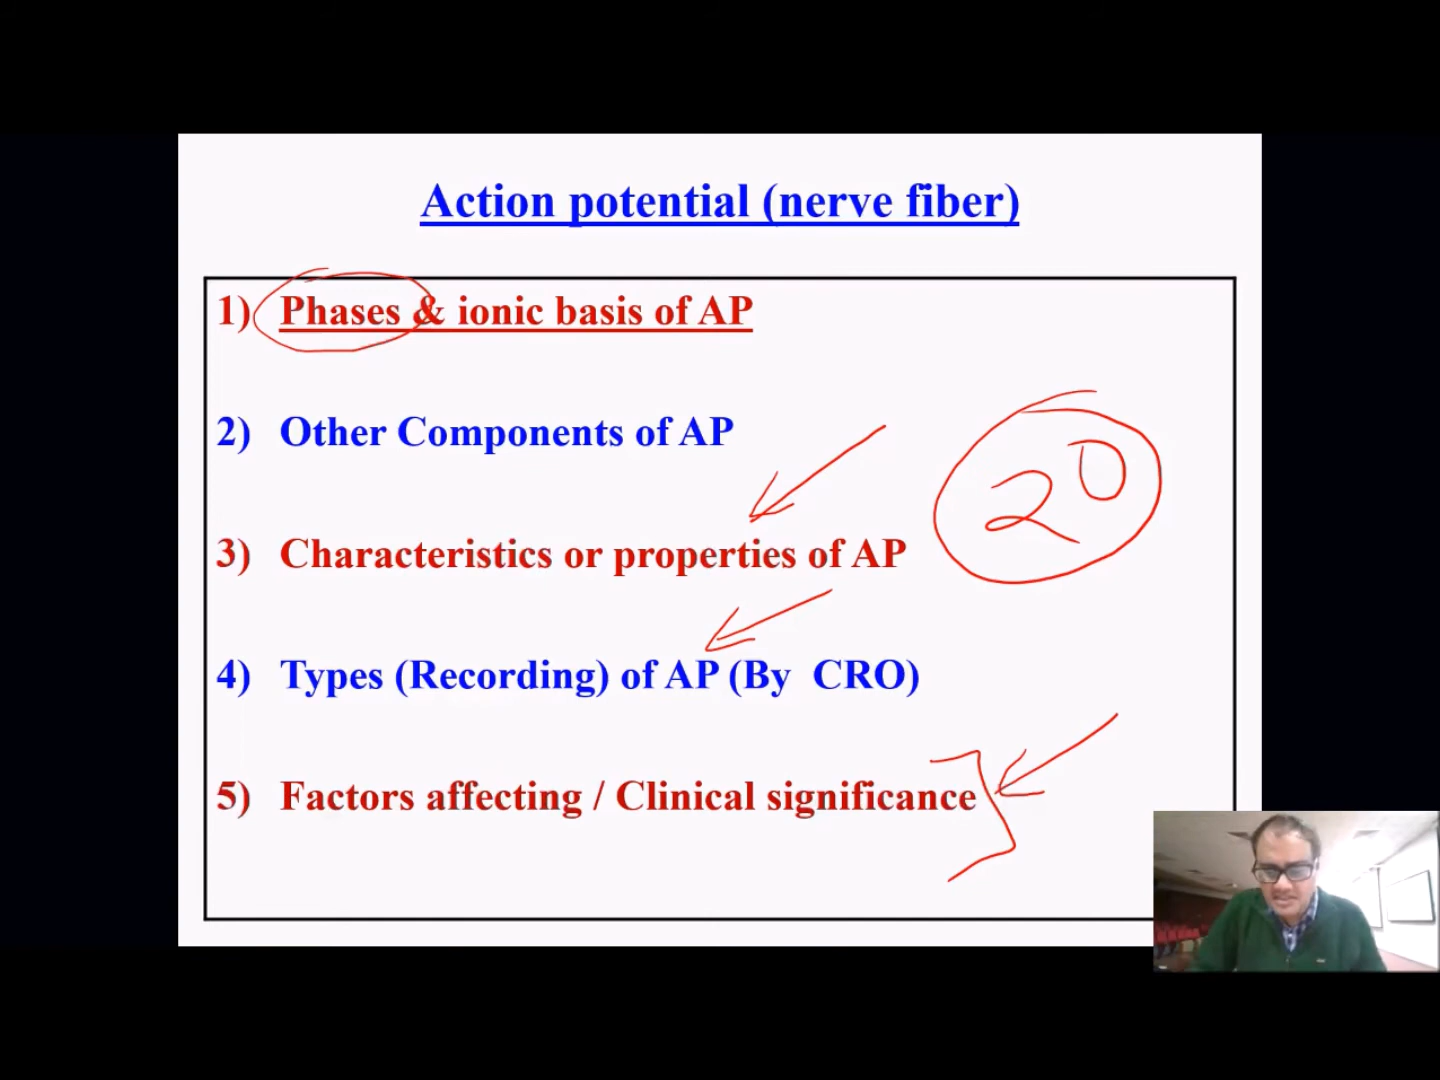 Action potential (nerve fiber)
1) Phases & ionic basis of AP
2) Other Components of AP
20
3) Characteristics or properties of AP
4) Types (Recording) of AP (By CRO)
5) Factors affecting / Clinical significance